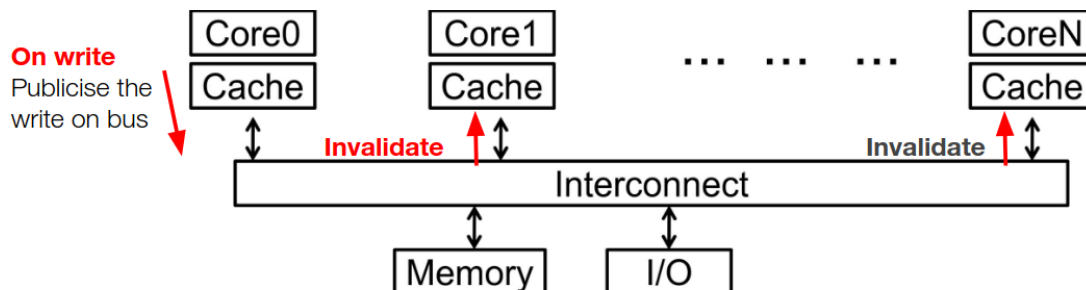 Core0
Core1
CoreN
On write
Publicise the
write on bus
Cache
Cache
... ... ...
Cache
Invalidate
Invalidate
Interconnect
Memory
I/O